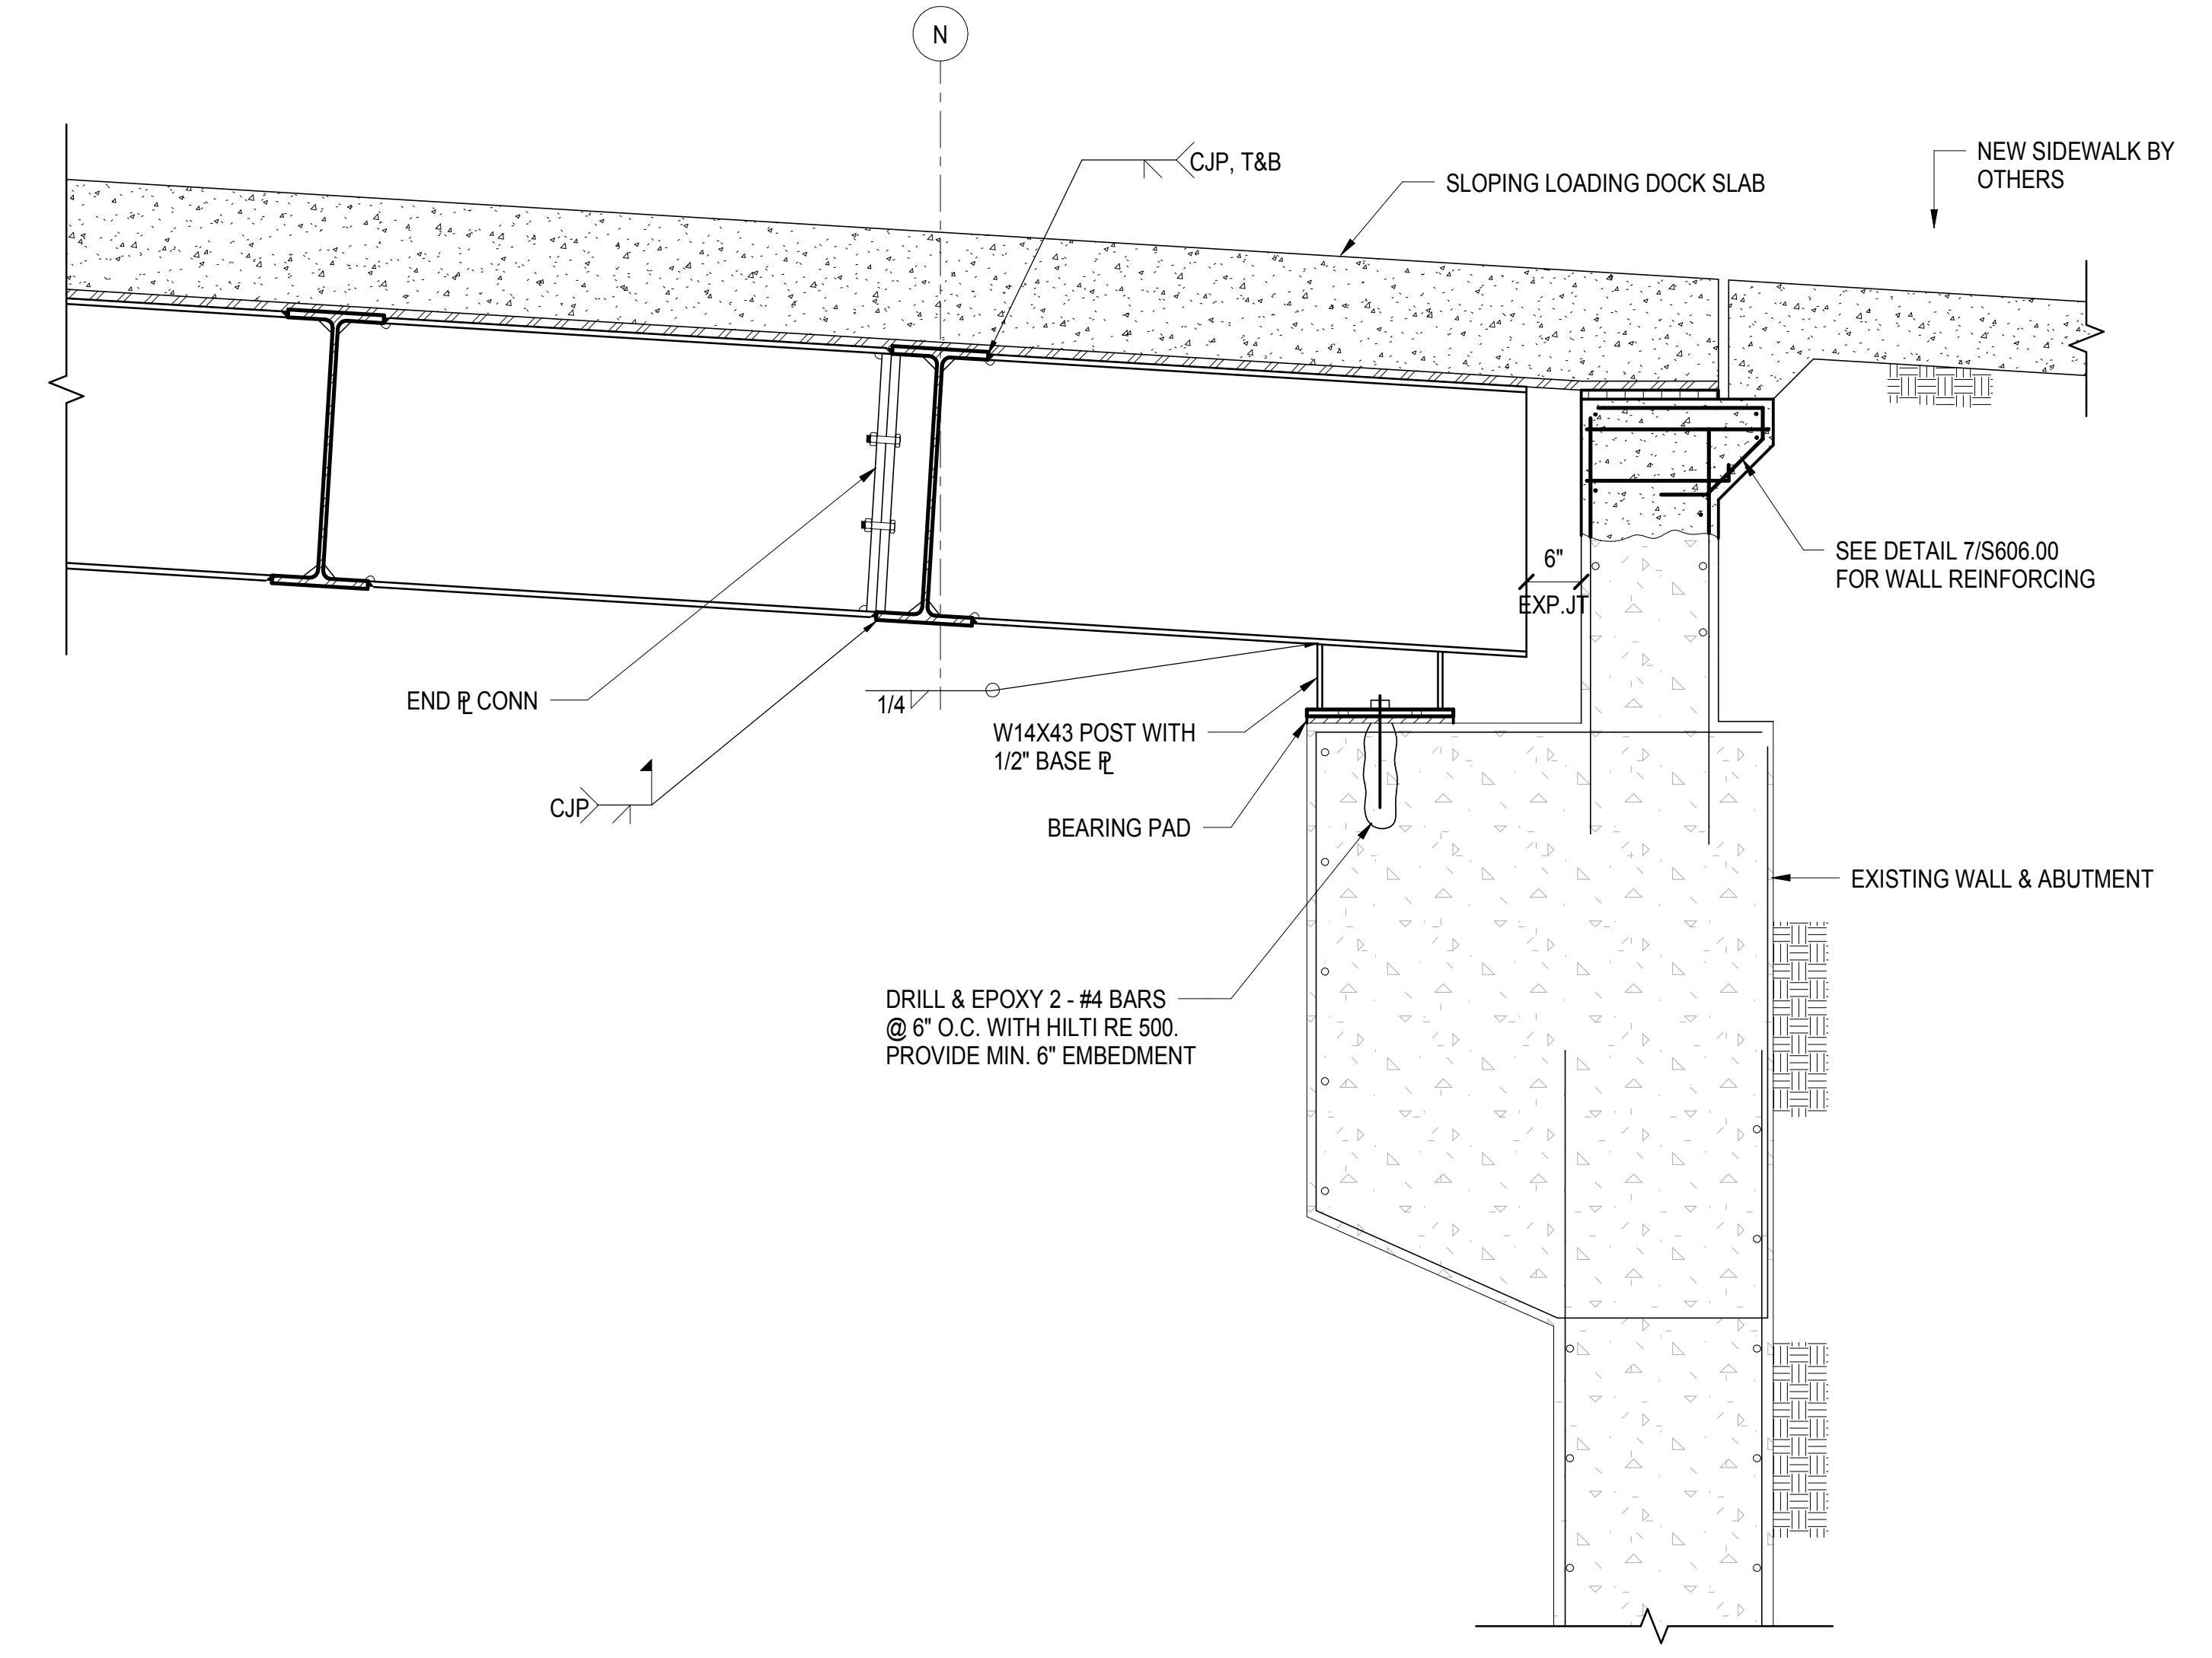 N
CJP, T&B
SLOPING LOADING DOCK SLAB
NEW SIDEWALK BY
OTHERS
6"
EXP.JT
SEE DETAIL 7/S606.00
FOR WALL REINFORCING
END ⅊ CONN
1/4
W14X43 POST WITH
1/2" BASE ⅊
CJP
BEARING PAD
EXISTING WALL & ABUTMENT
DRILL & EPOXY 2 - #4 BARS
@ 6" O.C. WITH HILTI RE 500.
PROVIDE MIN. 6" EMBEDMENT